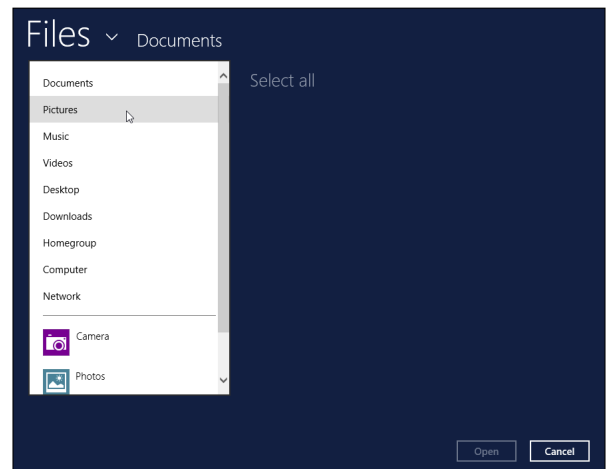 Files Documents
Select all
Documents
Pictures
Music
Videos
Desktop
Downloads
Homegroup
Computer
Network
Camera
Photos
Open Cancel